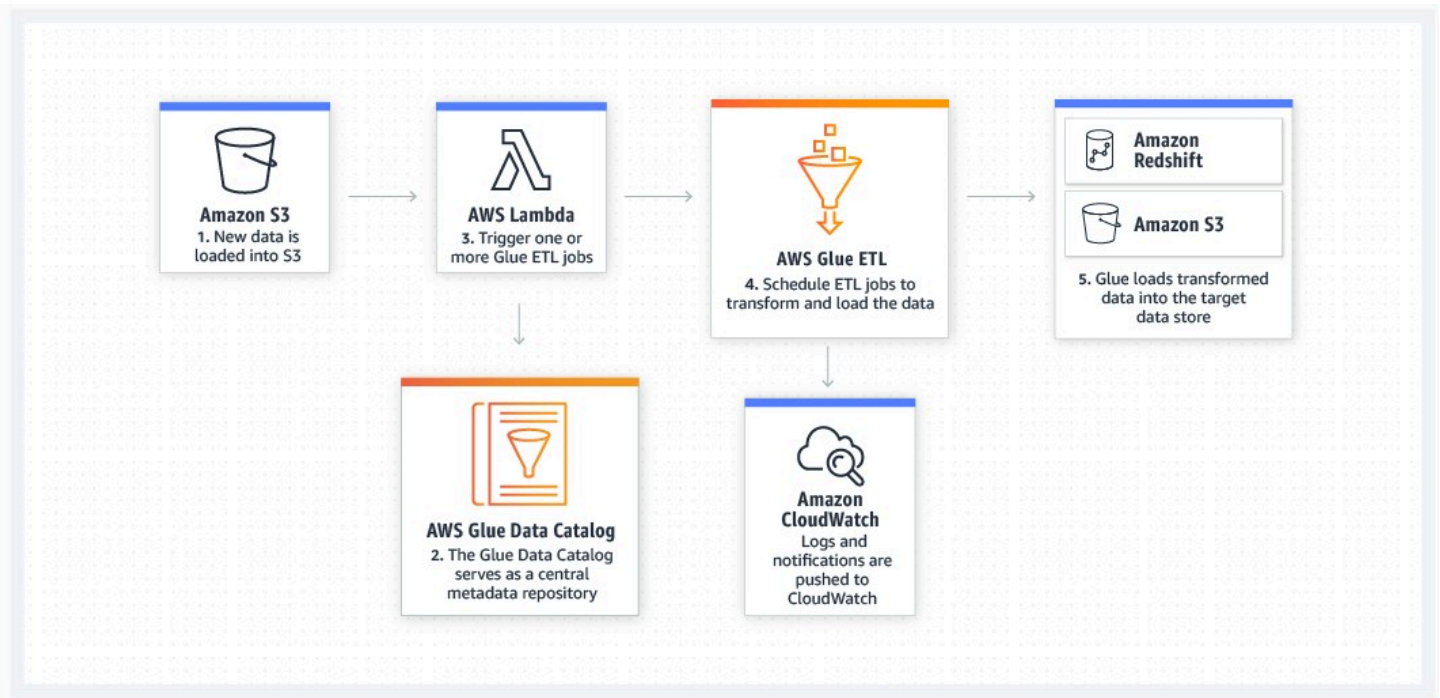 Amazon S3
1. New data is
loaded into S3
AWS Lambda
3. Trigger one or
more Glue ETL jobs
AWS Glue ETL
4. Schedule ETL jobs to
transform and load the data
Amazon
Redshift
Amazon S3
5. Glue loads transformed
data into the target
data store
AWS Glue Data Catalog
2. The Glue Data Catalog
serves as a central
metadata repository
Amazon
CloudWatch
Logs and
notifications are
pushed to
CloudWatch